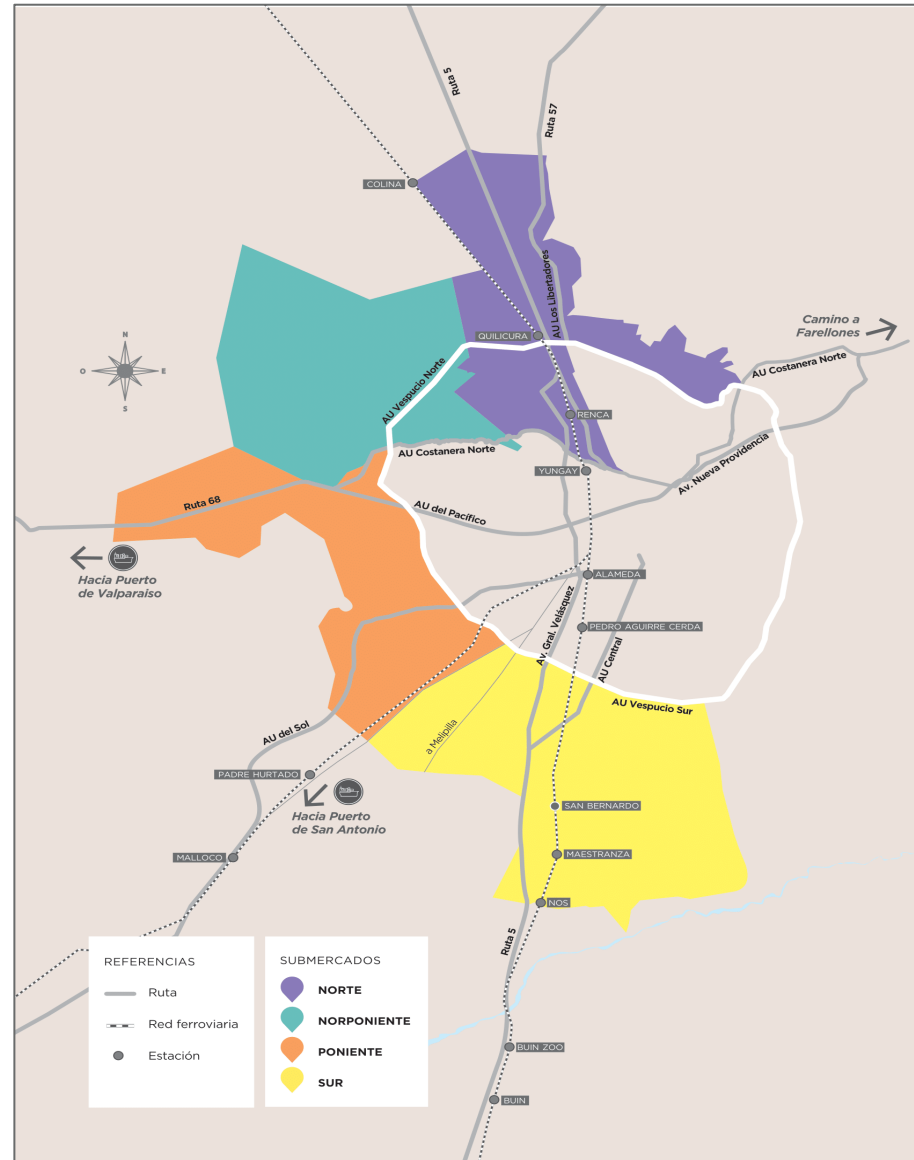 Ruta 5
Ruta 57
COLINA
AU Los Libertadores
Camino a
Farellones
QUILICURA
N
O
E
S
AU Vespucio Norte
AU Costanera Norte
RENCA
AU Costanera Norte
YUNGAY
Av. Nueva Providencia
Ruta 68
AU del Pacífico
Hacia Puerto
de Valparaiso
ALAMEDA
Av. Gral. Velásquez
PEDRO AGUIRRE CERDA
AU Central
AU Vespucio Sur
AU del Sol
a Melipilla
PADRE HURTADO
Hacia Puerto
de San Antonio
SAN BERNARDO
MALLOCO
MAESTRANZA
NOS
Ruta 5
REFERENCIAS
Ruta
Red ferroviaria
Estación
SUBMERCADOS
NORTE
NORPONIENTE
PONIENTE
SUR
BUIN ZOO
BUIN